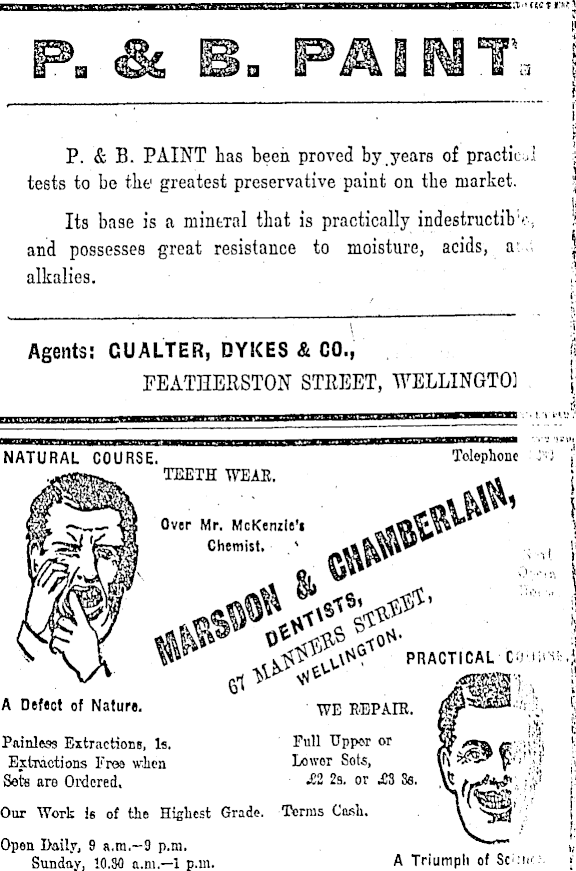 P. & B. PAINT.
P. & B. PAINT has been proved by years of practical
tests to be the greatest preservative paint on the market.
Its base is a mineral that is practically indestructible,
and possesses great resistance to moisture, acids, and
alkalies.
Agents: GUALTER, DYKES & CO.,
FEATHERSTON STREET, WELLINGTON
NATURAL COURSE.
TEETH WEAR.
Telephone
Over Mr. McKenzie's
Chemist.
MARSDON & CHAMBERLAIN,
DENTISTS,
67 MANNERS STREET,
WELLINGTON.
PRACTICAL COURSE.
A Defect of Nature.
WE REPAIR.
Painless Extractions, 1s.
Extractions Free when
Sets are Ordered.
Full Upper or
Lower Sets,
£2 2s. or £3 3s.
Our Work is of the Highest Grade. Terms Cash.
Open Daily, 9 a.m.—9 p.m.
Sunday, 10.30 a.m.—1 p.m.
A Triumph of Science.